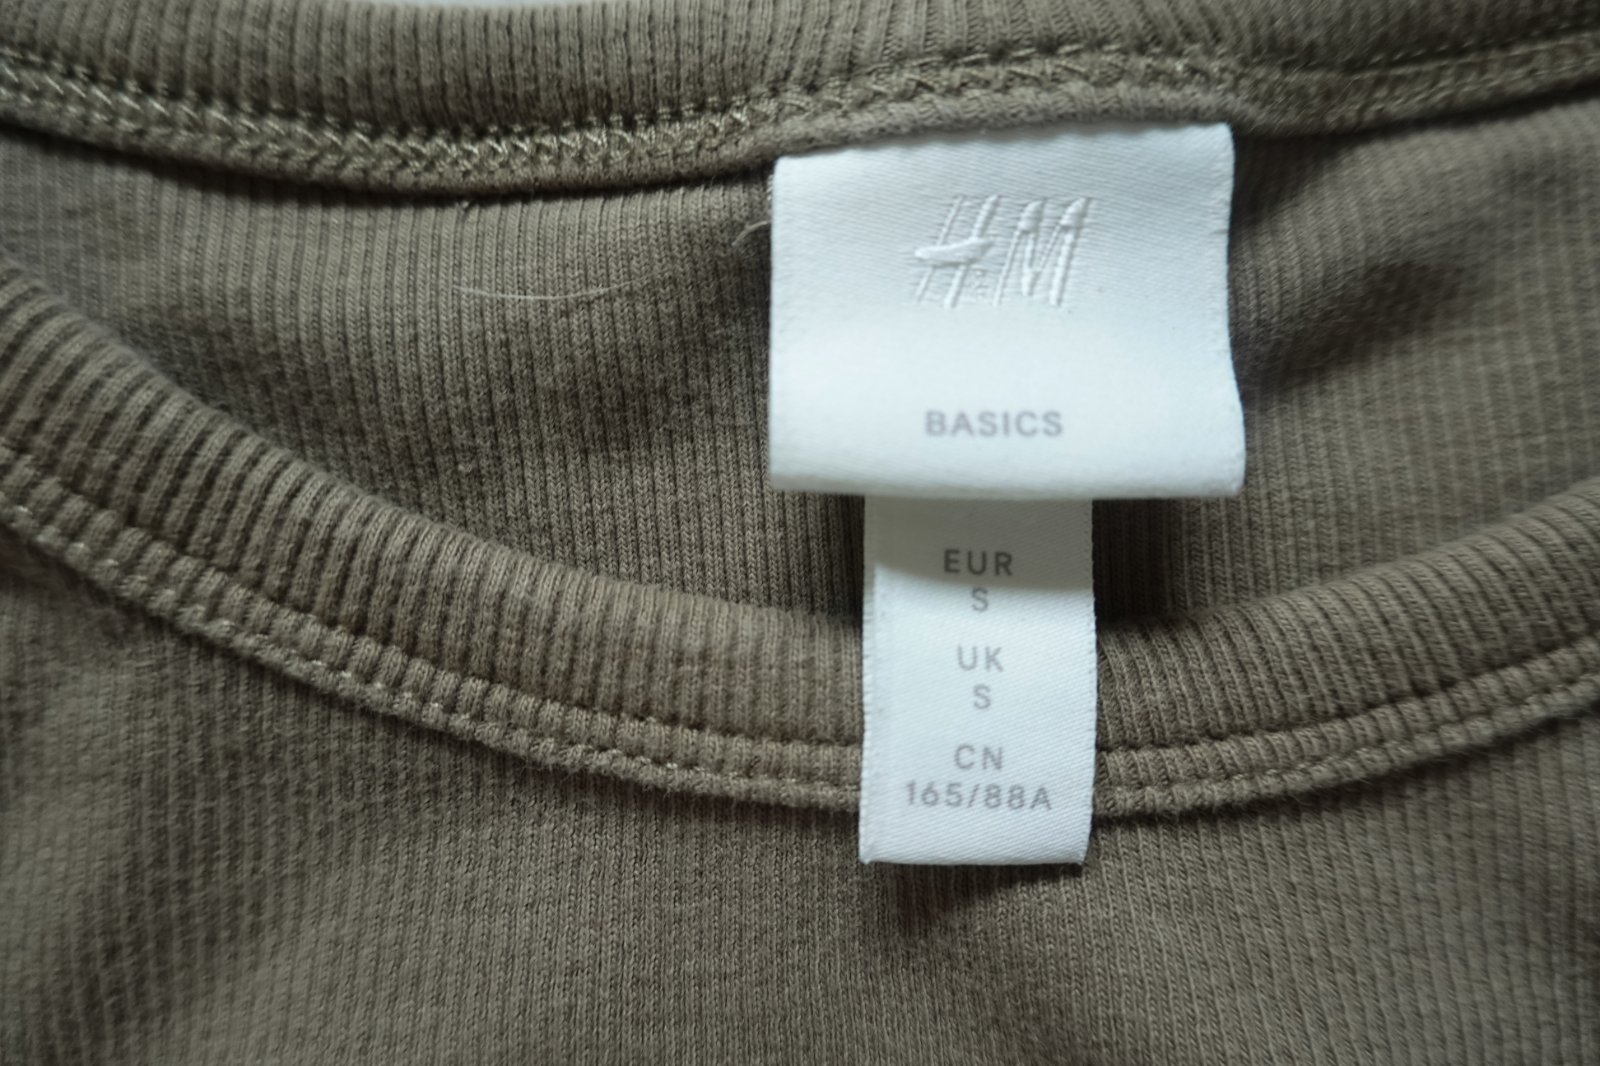 H&M
BASICS
EUR
S
UK
S
CN
165/88A